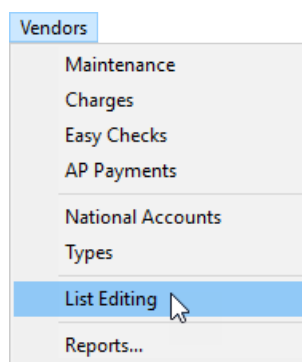 Vendors
Maintenance
Charges
Easy Checks
AP Payments
National Accounts
Types
List Editing
Reports...